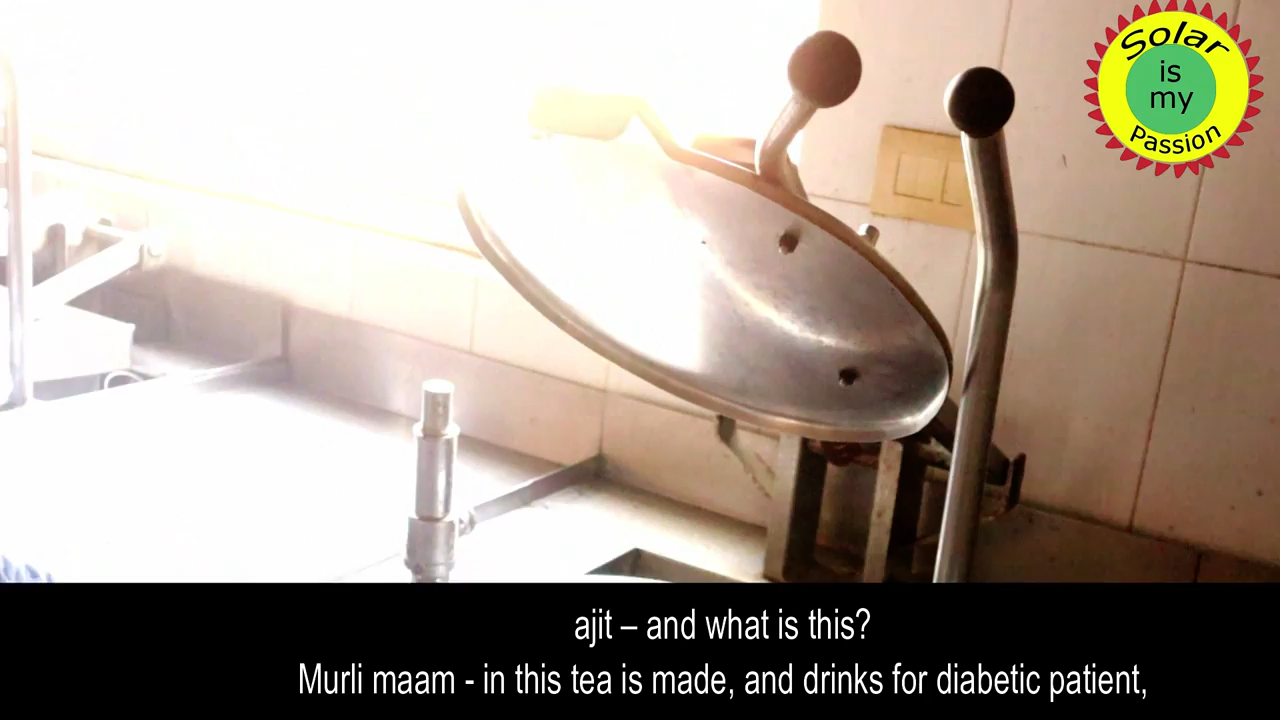 Solar
is
my
Passion
ajit – and what is this?
Murli maam - in this tea is made, and drinks for diabetic patient,